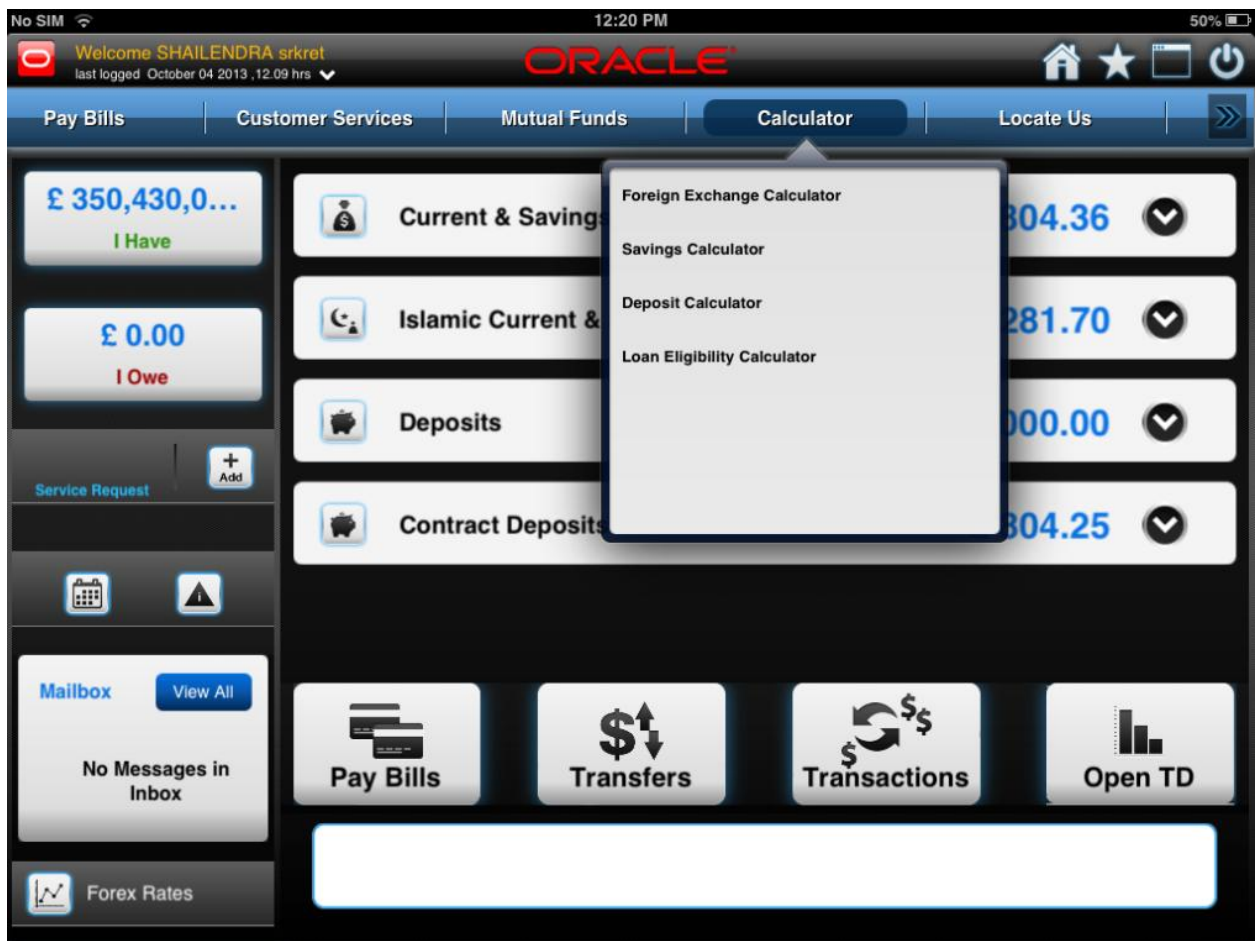 No SIM 12:20 PM 50%
Welcome SHAILENDRA srkret
last logged October 04 2013 ,12.09 hrs
ORACLE
Pay Bills Customer Services Mutual Funds Calculator Locate Us
£ 350,430,0...
I Have
£ 0.00
I Owe
Service Request
+
Add
Mailbox View All
No Messages in
Inbox
Forex Rates
Current & Savings 304.36
Islamic Current & 281.70
Deposits 000.00
Contract Deposits 304.25
Foreign Exchange Calculator
Savings Calculator
Deposit Calculator
Loan Eligibility Calculator
Pay Bills Transfers Transactions Open TD